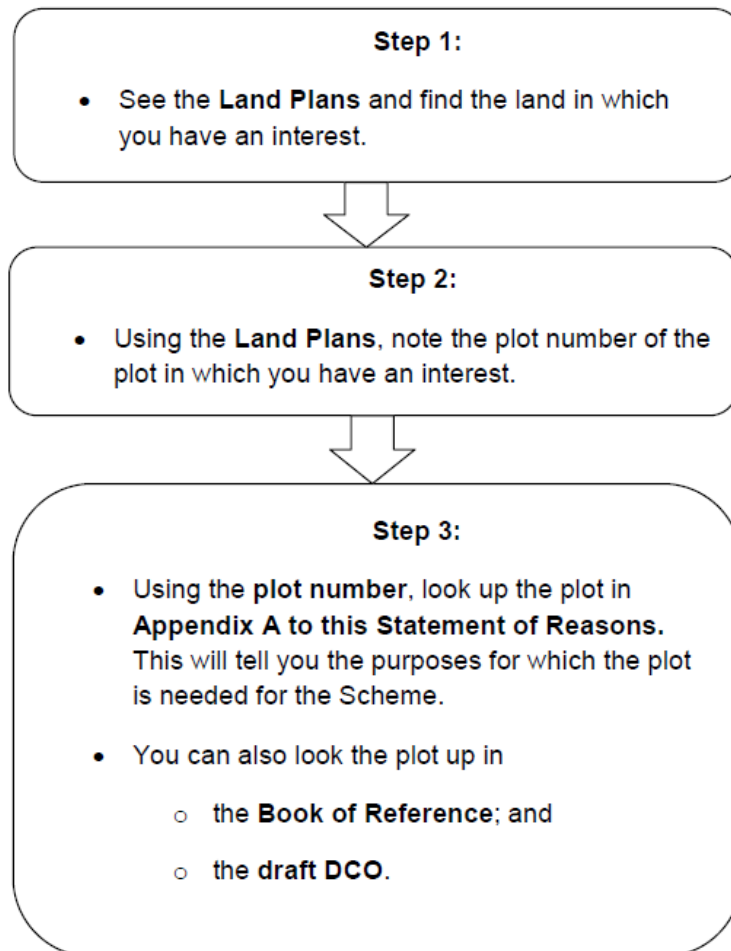 Step 1:
• See the Land Plans and find the land in which
you have an interest.
Step 2:
• Using the Land Plans, note the plot number of the
plot in which you have an interest.
Step 3:
• Using the plot number, look up the plot in
Appendix A to this Statement of Reasons.
This will tell you the purposes for which the plot
is needed for the Scheme.
• You can also look the plot up in
o the Book of Reference; and
o the draft DCO.